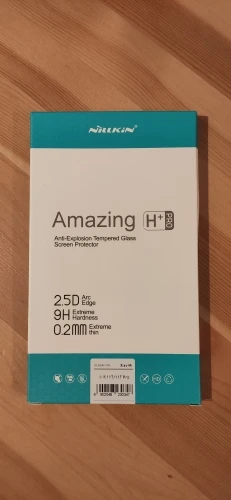 NILLKIN
Amazing H+ PRO
Anti-Explosion Tempered Glass
Screen Protector
2.5D Arc Edge
9H Extreme Hardness
0.2mm Extreme thin